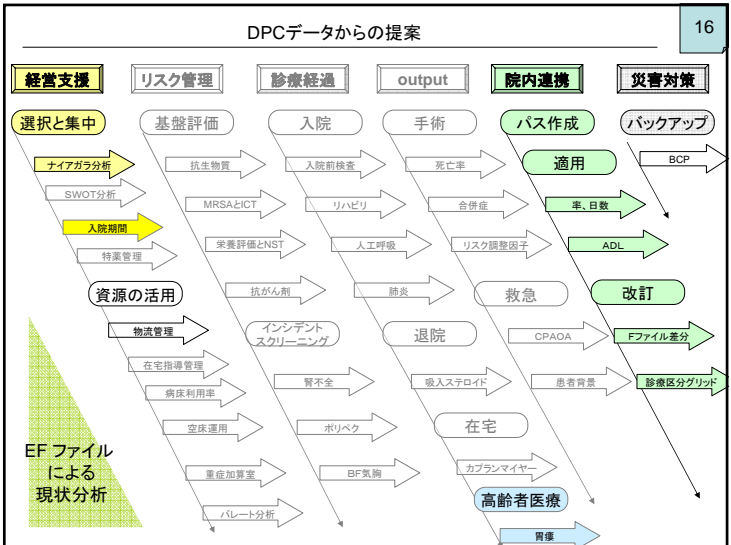 DPCデータからの提案
16
経営支援
リスク管理
診療経過
output
院内連携
災害対策
選択と集中
ナイアガラ分析
SWOT分析
入院期間
特薬管理
資源の活用
物流管理
在宅指導管理
病床利用率
空床運用
重症加算室
パレート分析
基盤評価
抗生物質
MRSAとICT
栄養評価とNST
抗がん剤
インシデント
スクリーニング
腎不全
ポリペク
BF気胸
入院
入院前検査
リハビリ
人工呼吸
肺炎
退院
吸入ステロイド
在宅
カプランマイヤー
高齢者医療
胃瘻
手術
死亡率
合併症
リスク調整因子
救急
CPAOA
患者背景
パス作成
適用
率、日数
ADL
改訂
Fファイル差分
診療区分グリッド
バックアップ
BCP
EF ファイル
による
現状分析